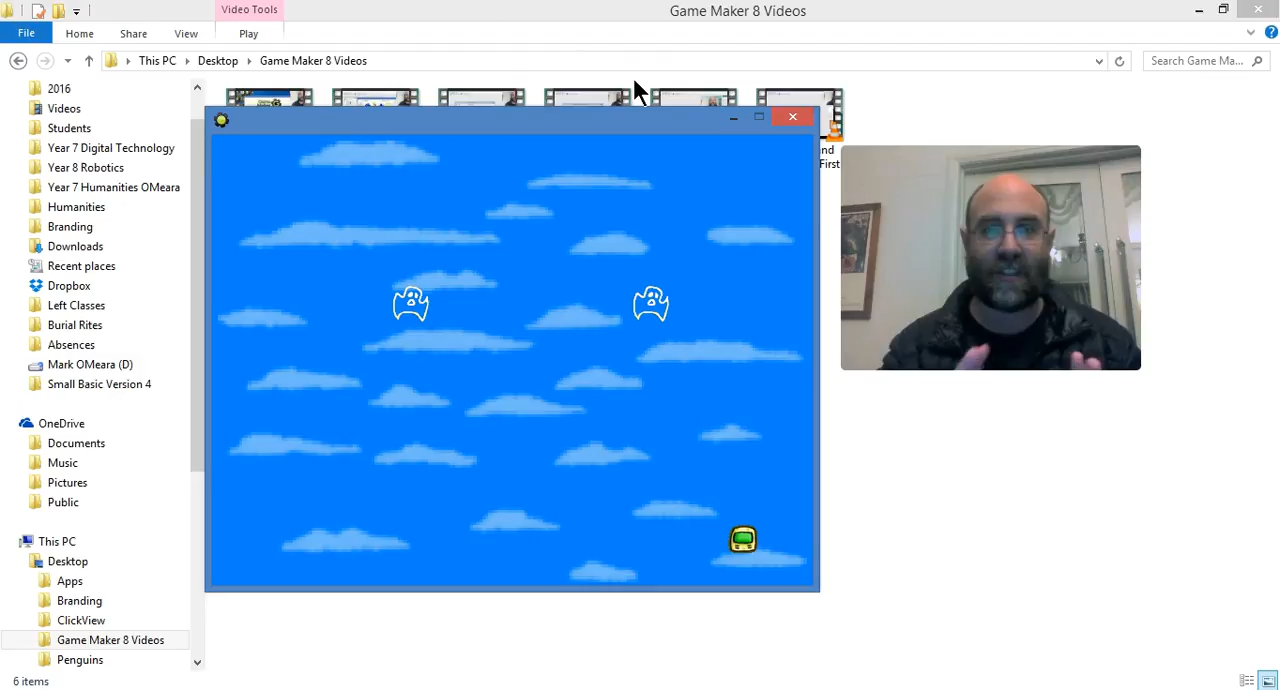 Video Tools
Game Maker 8 Videos
File
Home
Share
View
Play
This PC
Desktop
Game Maker 8 Videos
Search Game Ma...
2016
Videos
Students
Year 7 Digital Technology
Year 8 Robotics
Year 7 Humanities OMeara
Humanities
Branding
Downloads
Recent places
Dropbox
Left Classes
Burial Rites
Absences
Mark OMeara (D)
Small Basic Version 4
OneDrive
Documents
Music
Pictures
Public
This PC
Desktop
Apps
Branding
ClickView
Game Maker 8 Videos
Penguins
and
First
6 items